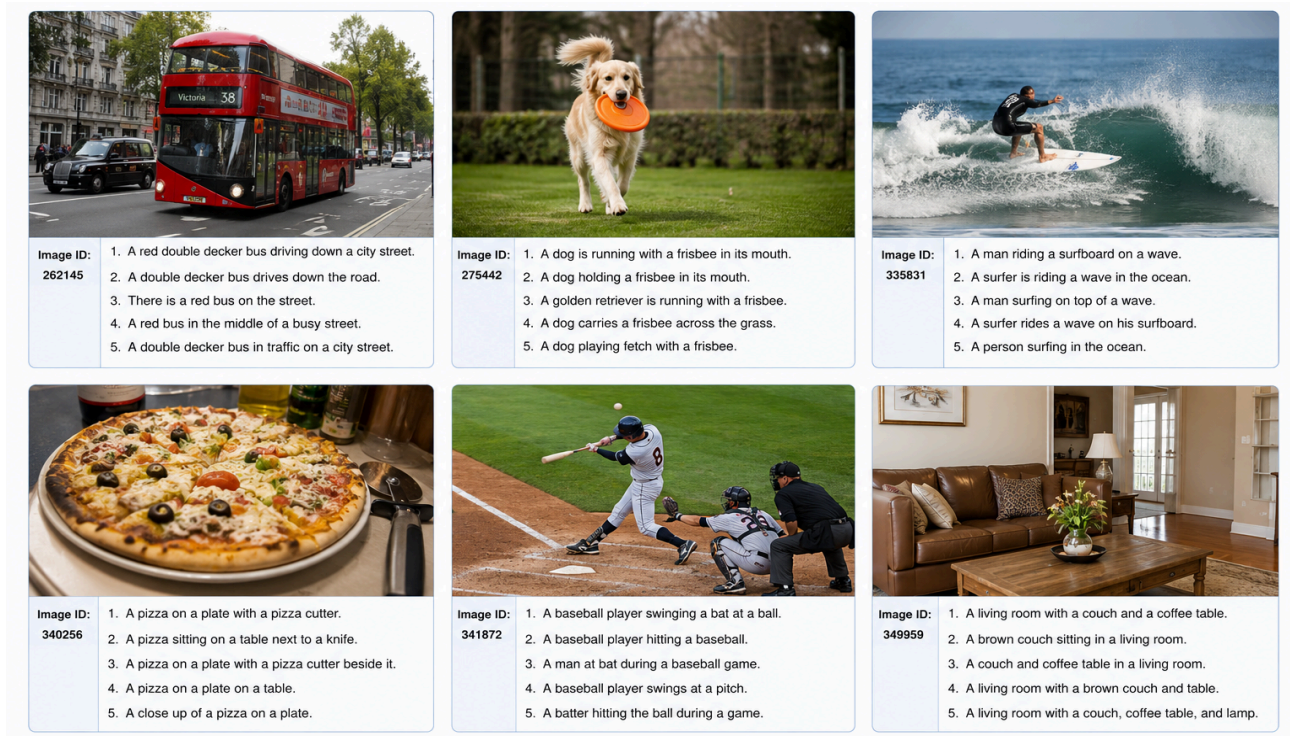 Victoria 38
8
Image ID:
262145
1. A red double decker bus driving down a city street.
2. A double decker bus drives down the road.
3. There is a red bus on the street.
4. A red bus in the middle of a busy street.
5. A double decker bus in traffic on a city street.
Image ID:
275442
1. A dog is running with a frisbee in its mouth.
2. A dog holding a frisbee in its mouth.
3. A golden retriever is running with a frisbee.
4. A dog carries a frisbee across the grass.
5. A dog playing fetch with a frisbee.
Image ID:
335831
1. A man riding a surfboard on a wave.
2. A surfer is riding a wave in the ocean.
3. A man surfing on top of a wave.
4. A surfer rides a wave on his surfboard.
5. A person surfing in the ocean.
Image ID:
340256
1. A pizza on a plate with a pizza cutter.
2. A pizza sitting on a table next to a knife.
3. A pizza on a plate with a pizza cutter beside it.
4. A pizza on a plate on a table.
5. A close up of a pizza on a plate.
Image ID:
341872
1. A baseball player swinging a bat at a ball.
2. A baseball player hitting a baseball.
3. A man at bat during a baseball game.
4. A baseball player swings at a pitch.
5. A batter hitting the ball during a game.
Image ID:
349959
1. A living room with a couch and a coffee table.
2. A brown couch sitting in a living room.
3. A couch and coffee table in a living room.
4. A living room with a brown couch and table.
5. A living room with a couch, coffee table, and lamp.